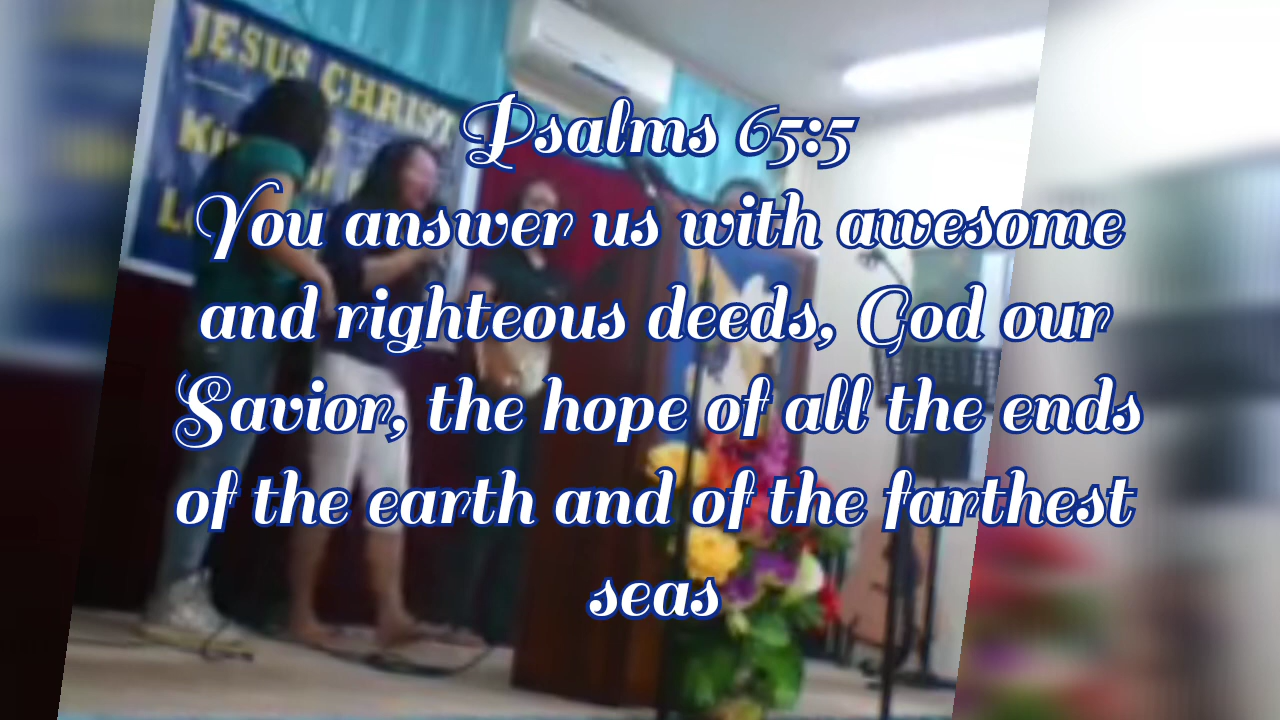 JESUS CHRIST
Psalms 65:5
You answer us with awesome
and righteous deeds, God our
Savior, the hope of all the ends
of the earth and of the farthest
seas